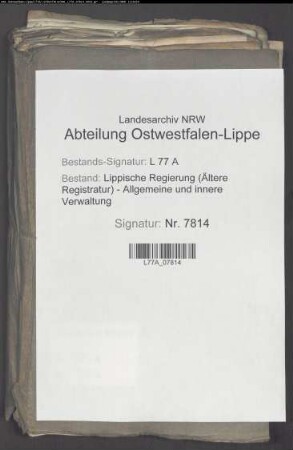 Landesarchiv NRW
Abteilung Ostwestfalen-Lippe
Bestands-Signatur: L 77 A
Bestand: Lippische Regierung (Ältere
Registratur) - Allgemeine und innere
Verwaltung
Signatur: Nr. 7814
L77A_07814